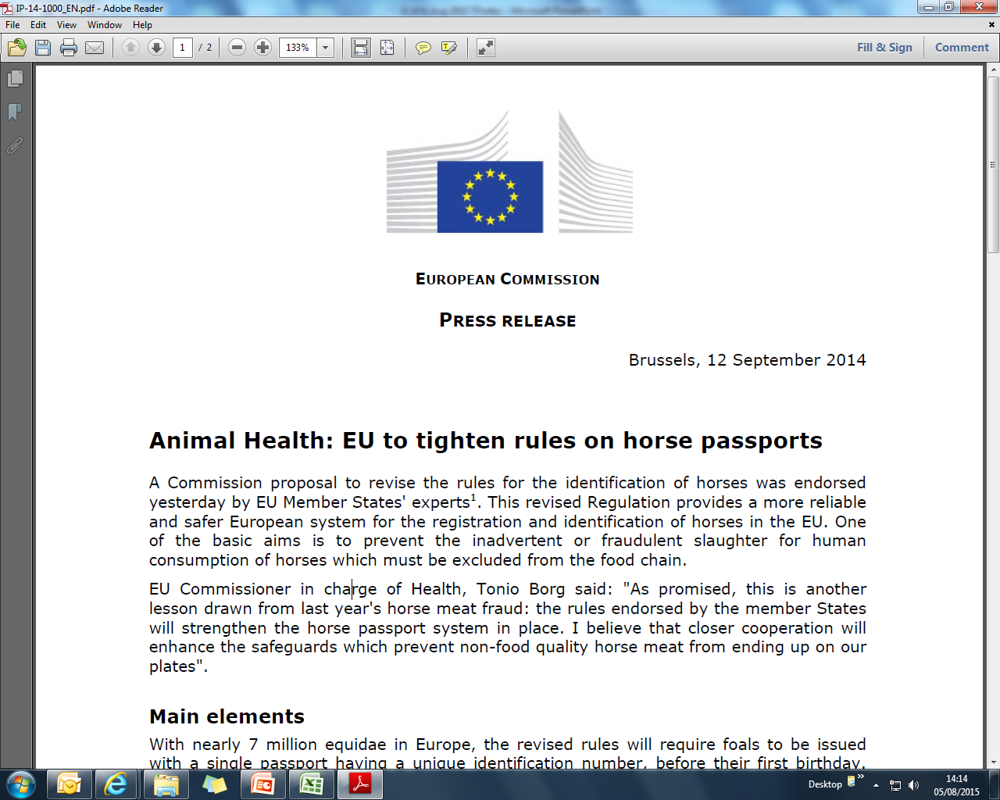 IP-14-1000_EN.pdf - Adobe Reader
File Edit View Window Help
1 / 2 133% Fill & Sign Comment
EUROPEAN COMMISSION
PRESS RELEASE
Brussels, 12 September 2014
Animal Health: EU to tighten rules on horse passports
A Commission proposal to revise the rules for the identification of horses was endorsed
yesterday by EU Member States' experts¹. This revised Regulation provides a more reliable
and safer European system for the registration and identification of horses in the EU. One
of the basic aims is to prevent the inadvertent or fraudulent slaughter for human
consumption of horses which must be excluded from the food chain.
EU Commissioner in charge of Health, Tonio Borg said: "As promised, this is another
lesson drawn from last year's horse meat fraud: the rules endorsed by the member States
will strengthen the horse passport system in place. I believe that closer cooperation will
enhance the safeguards which prevent non-food quality horse meat from ending up on our
plates".
Main elements
With nearly 7 million equidae in Europe, the revised rules will require foals to be issued
with a single passport having a unique identification number, before their first birthday.
Desktop 14:14
05/08/2015